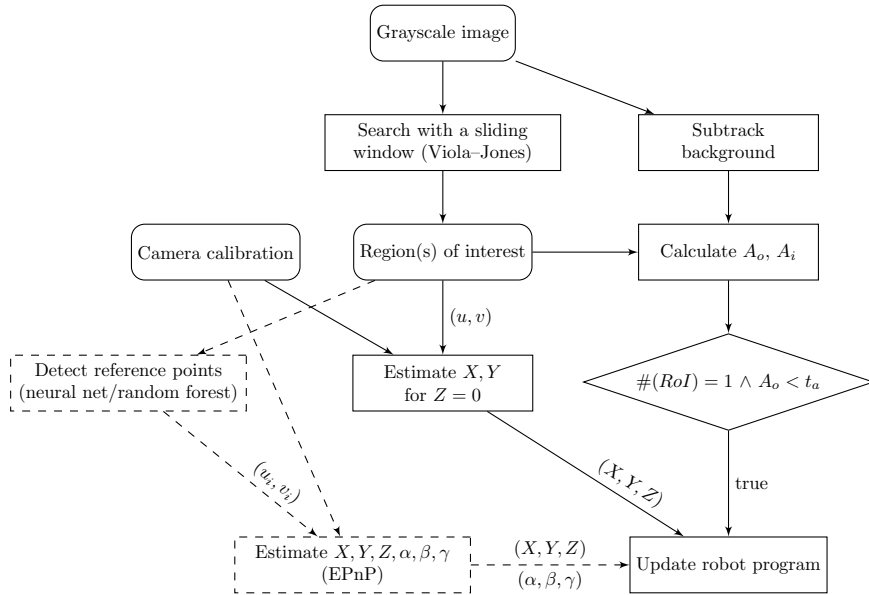 Grayscale image
Search with a sliding
window (Viola–Jones)
Subtrack
background
Camera calibration
Region(s) of interest
Calculate A_o, A_i
(u, v)
Detect reference points
(neural net/random forest)
Estimate X, Y
for Z = 0
#(RoI) = 1 ∧ A_o < t_a
(u_i, v_i)
(X, Y, Z)
true
Estimate X, Y, Z, α, β, γ
(EPnP)
(X, Y, Z)
(α, β, γ)
Update robot program